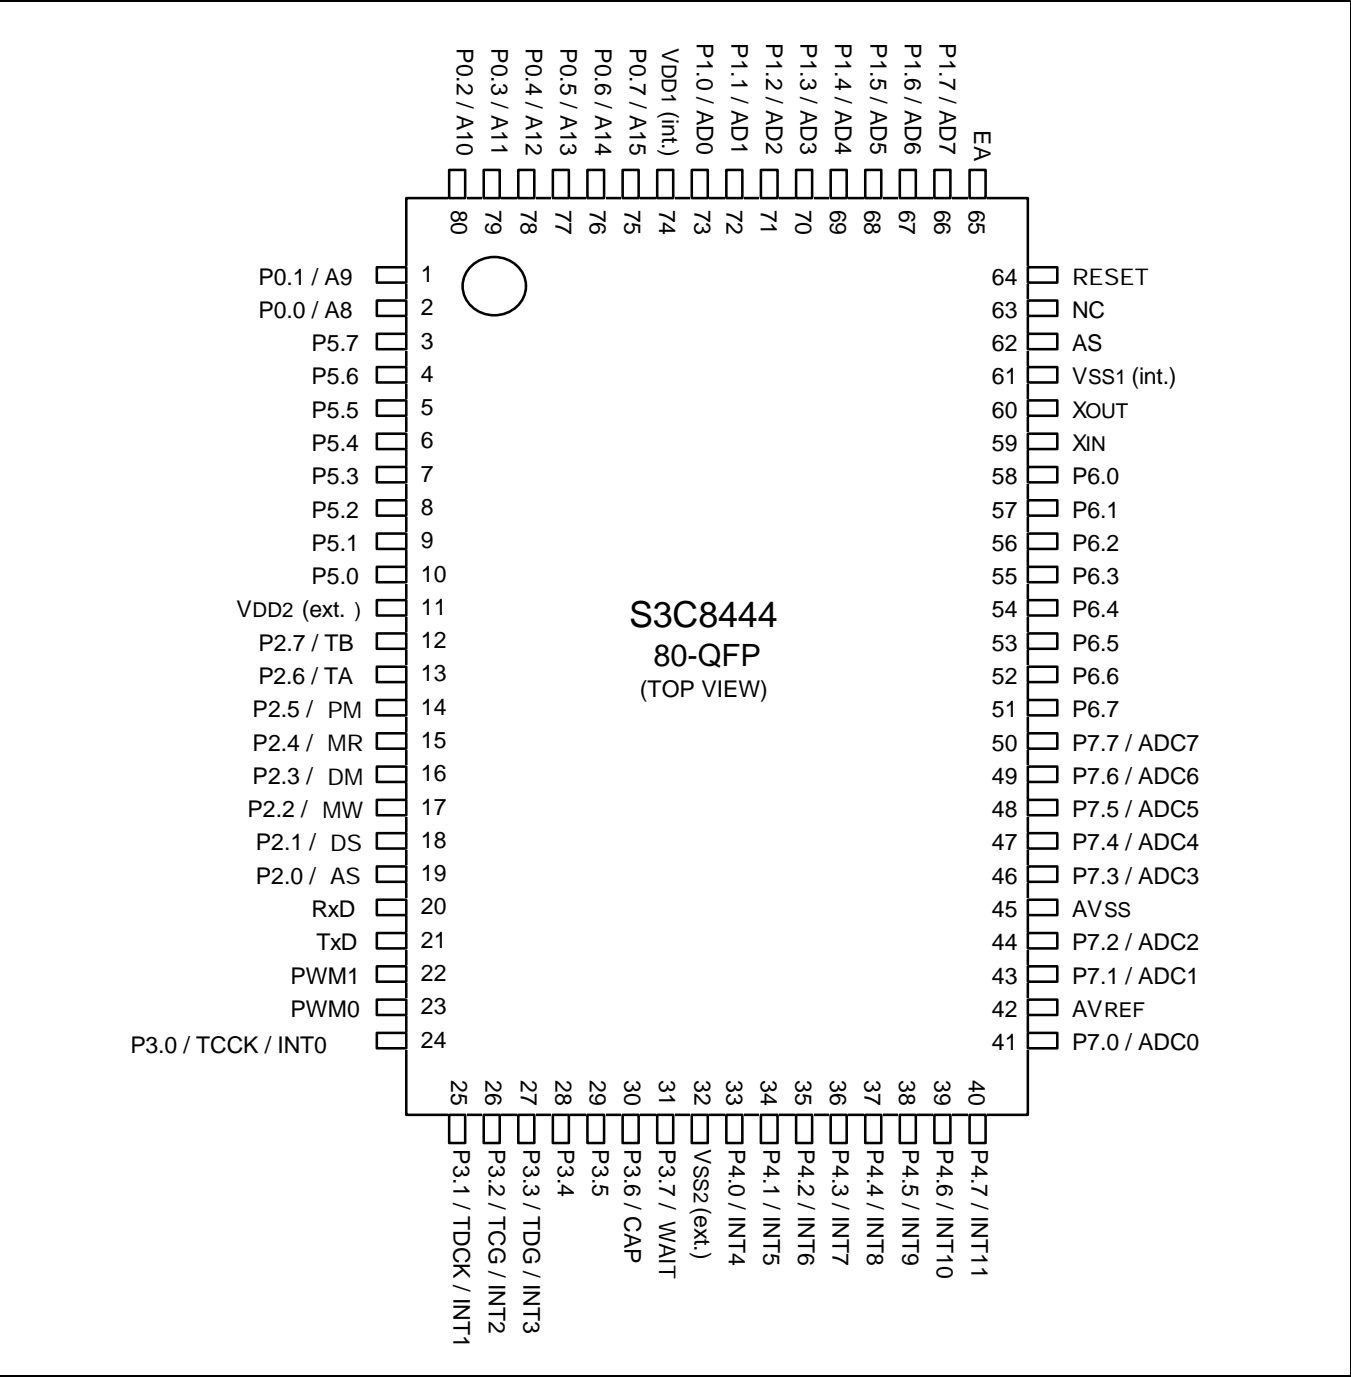 P0.2 / A10
P0.3 / A11
P0.4 / A12
P0.5 / A13
P0.6 / A14
P0.7 / A15
VDD1 (int.)
P1.0 / AD0
P1.1 / AD1
P1.2 / AD2
P1.3 / AD3
P1.4 / AD4
P1.5 / AD5
P1.6 / AD6
P1.7 / AD7
EA
80
79
78
77
76
75
74
73
72
71
70
69
68
67
66
65
P0.1 / A9 1
P0.0 / A8 2
P5.7 3
P5.6 4
P5.5 5
P5.4 6
P5.3 7
P5.2 8
P5.1 9
P5.0 10
VDD2 (ext. ) 11
P2.7 / TB 12
P2.6 / TA 13
P2.5 / PM 14
P2.4 / MR 15
P2.3 / DM 16
P2.2 / MW 17
P2.1 / DS 18
P2.0 / AS 19
RxD 20
TxD 21
PWM1 22
PWM0 23
P3.0 / TCCK / INT0 24
S3C8444
80-QFP
(TOP VIEW)
64 RESET
63 NC
62 AS
61 VSS1 (int.)
60 XOUT
59 XIN
58 P6.0
57 P6.1
56 P6.2
55 P6.3
54 P6.4
53 P6.5
52 P6.6
51 P6.7
50 P7.7 / ADC7
49 P7.6 / ADC6
48 P7.5 / ADC5
47 P7.4 / ADC4
46 P7.3 / ADC3
45 AVSS
44 P7.2 / ADC2
43 P7.1 / ADC1
42 AVREF
41 P7.0 / ADC0
25
26
27
28
29
30
31
32
33
34
35
36
37
38
39
40
P3.1 / TDCK / INT1
P3.2 / TCG / INT2
P3.3 / TDG / INT3
P3.4
P3.5
P3.6 / CAP
P3.7 / WAIT
VSS2 (ext.)
P4.0 / INT4
P4.1 / INT5
P4.2 / INT6
P4.3 / INT7
P4.4 / INT8
P4.5 / INT9
P4.6 / INT10
P4.7 / INT11